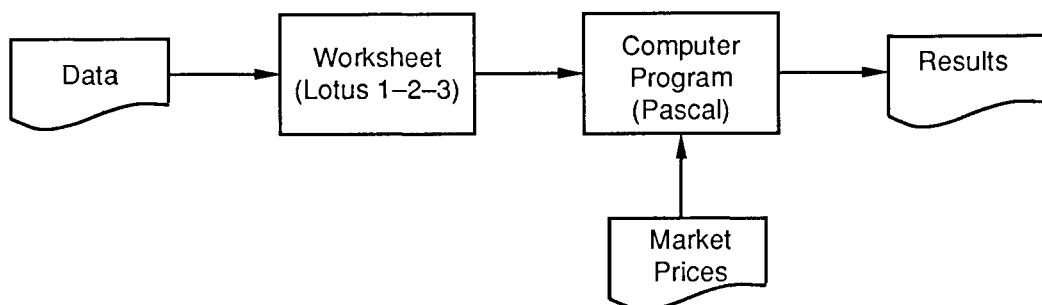 Data
Worksheet
(Lotus 1–2–3)
Computer
Program
(Pascal)
Results
Market
Prices